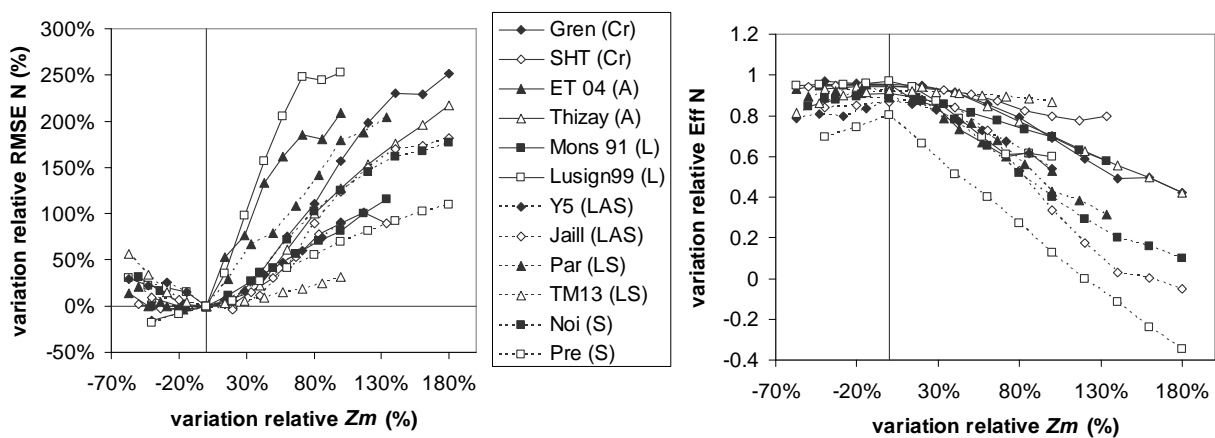 variation relative RMSE N (%)
300%
250%
200%
150%
100%
50%
0%
-50%
-70%
-20%
30%
80%
130%
180%
variation relative Zm (%)
Gren (Cr)
SHT (Cr)
ET 04 (A)
Thizay (A)
Mons 91 (L)
Lusign99 (L)
Y5 (LAS)
Jaill (LAS)
Par (LS)
TM13 (LS)
Noi (S)
Pre (S)
variation relative Eff N
1.2
1
0.8
0.6
0.4
0.2
0
-0.2
-0.4
-70%
-20%
30%
80%
130%
180%
variation relative Zm (%)